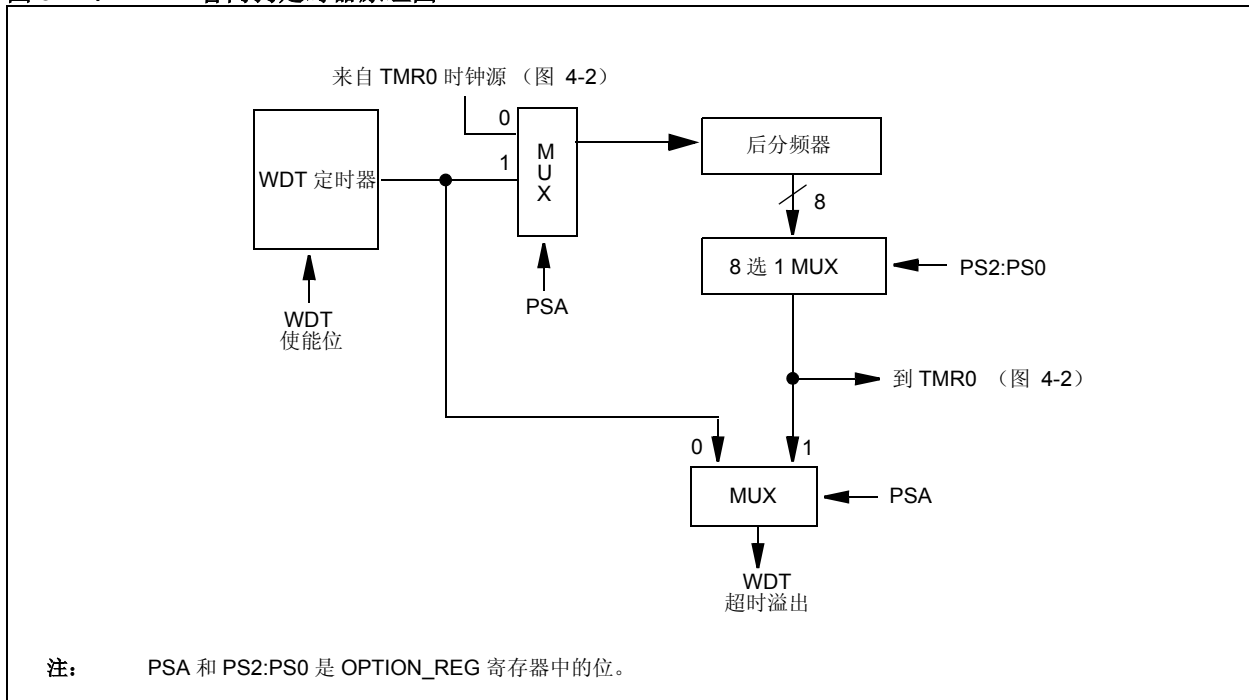 来自 TMR0 时钟源 （图 4-2）
0
1
M
U
X
WDT 定时器
后分频器
8
8 选 1 MUX
PS2:PS0
PSA
WDT
使能位
到 TMR0 （图 4-2）
0
1
MUX
PSA
WDT
超时溢出
注： PSA 和 PS2:PS0 是 OPTION_REG 寄存器中的位。